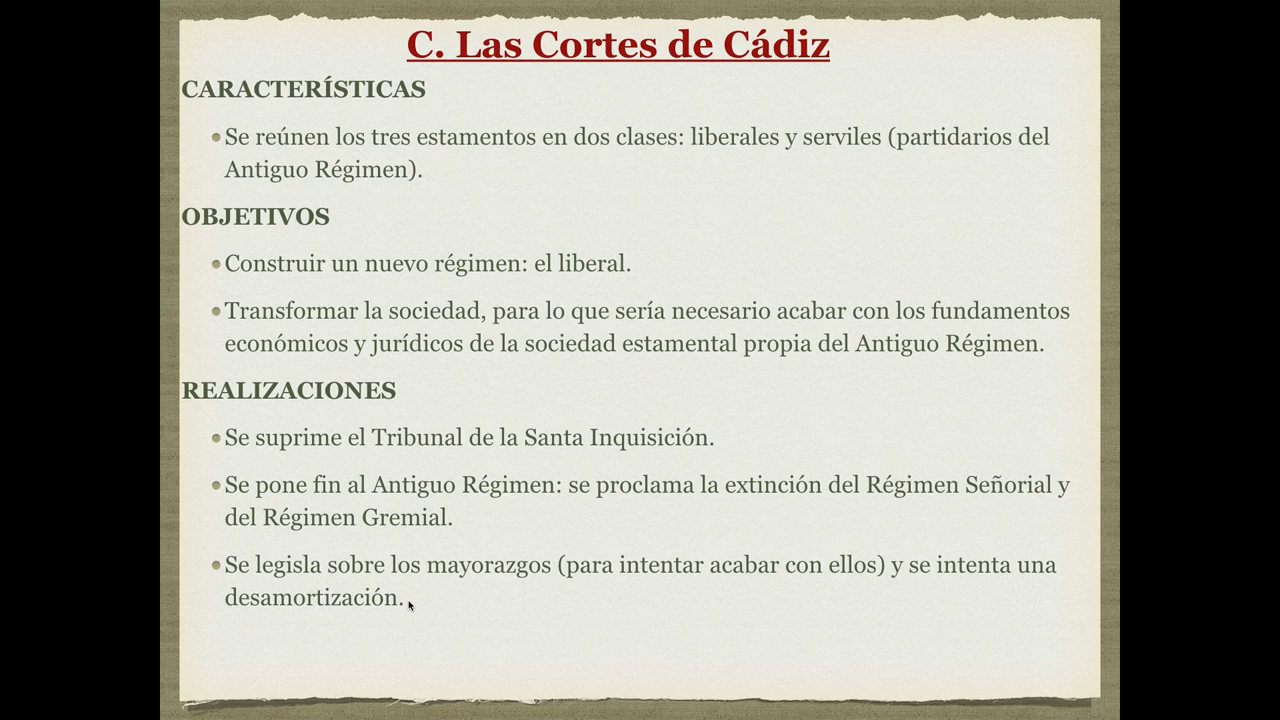 C. Las Cortes de Cádiz
CARACTERÍSTICAS
Se reúnen los tres estamentos en dos clases: liberales y serviles (partidarios del
Antiguo Régimen).
OBJETIVOS
Construir un nuevo régimen: el liberal.
Transformar la sociedad, para lo que sería necesario acabar con los fundamentos
económicos y jurídicos de la sociedad estamental propia del Antiguo Régimen.
REALIZACIONES
Se suprime el Tribunal de la Santa Inquisición.
Se pone fin al Antiguo Régimen: se proclama la extinción del Régimen Señorial y
del Régimen Gremial.
Se legisla sobre los mayorazgos (para intentar acabar con ellos) y se intenta una
desamortización.